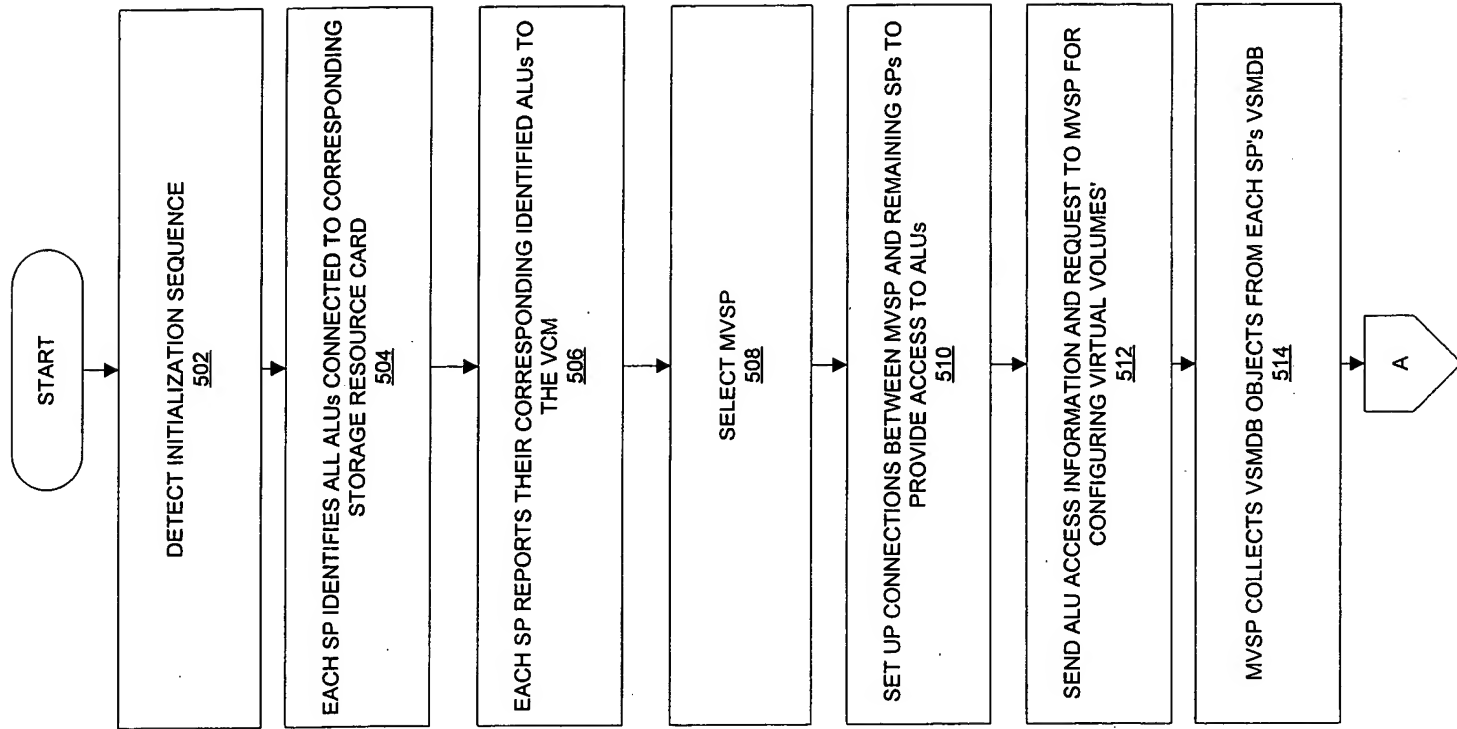 START
DETECT INITIALIZATION SEQUENCE
502
EACH SP IDENTIFIES ALL ALUs CONNECTED TO CORRESPONDING
STORAGE RESOURCE CARD
504
EACH SP REPORTS THEIR CORRESPONDING IDENTIFIED ALUs TO
THE VCM
506
SELECT MVSP
508
SET UP CONNECTIONS BETWEEN MVSP AND REMAINING SPs TO
PROVIDE ACCESS TO ALUs
510
SEND ALU ACCESS INFORMATION AND REQUEST TO MVSP FOR
CONFIGURING VIRTUAL VOLUMES'
512
MVSP COLLECTS VSMDB OBJECTS FROM EACH SP's VSMDB
514
A